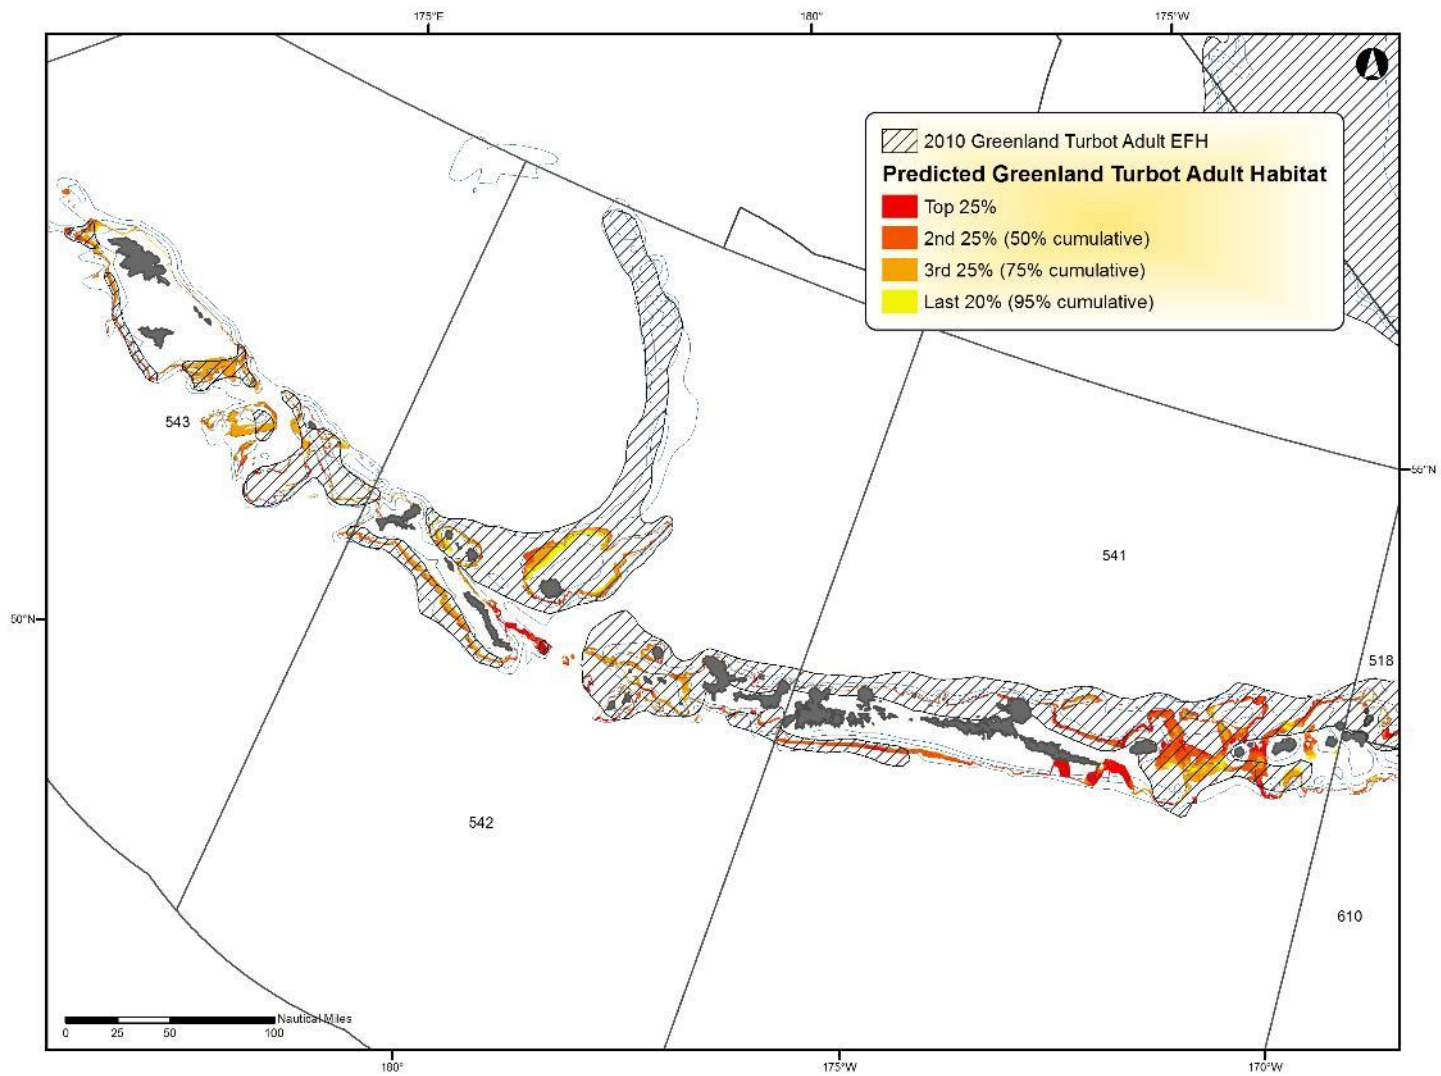 175°E 180° 175°W
2010 Greenland Turbot Adult EFH
Predicted Greenland Turbot Adult Habitat
Top 25%
2nd 25% (50% cumulative)
3rd 25% (75% cumulative)
Last 20% (95% cumulative)
543
55°N
541
50°N
518
542
610
Nautical Miles
0 25 50 100
180° 175°W 170°W